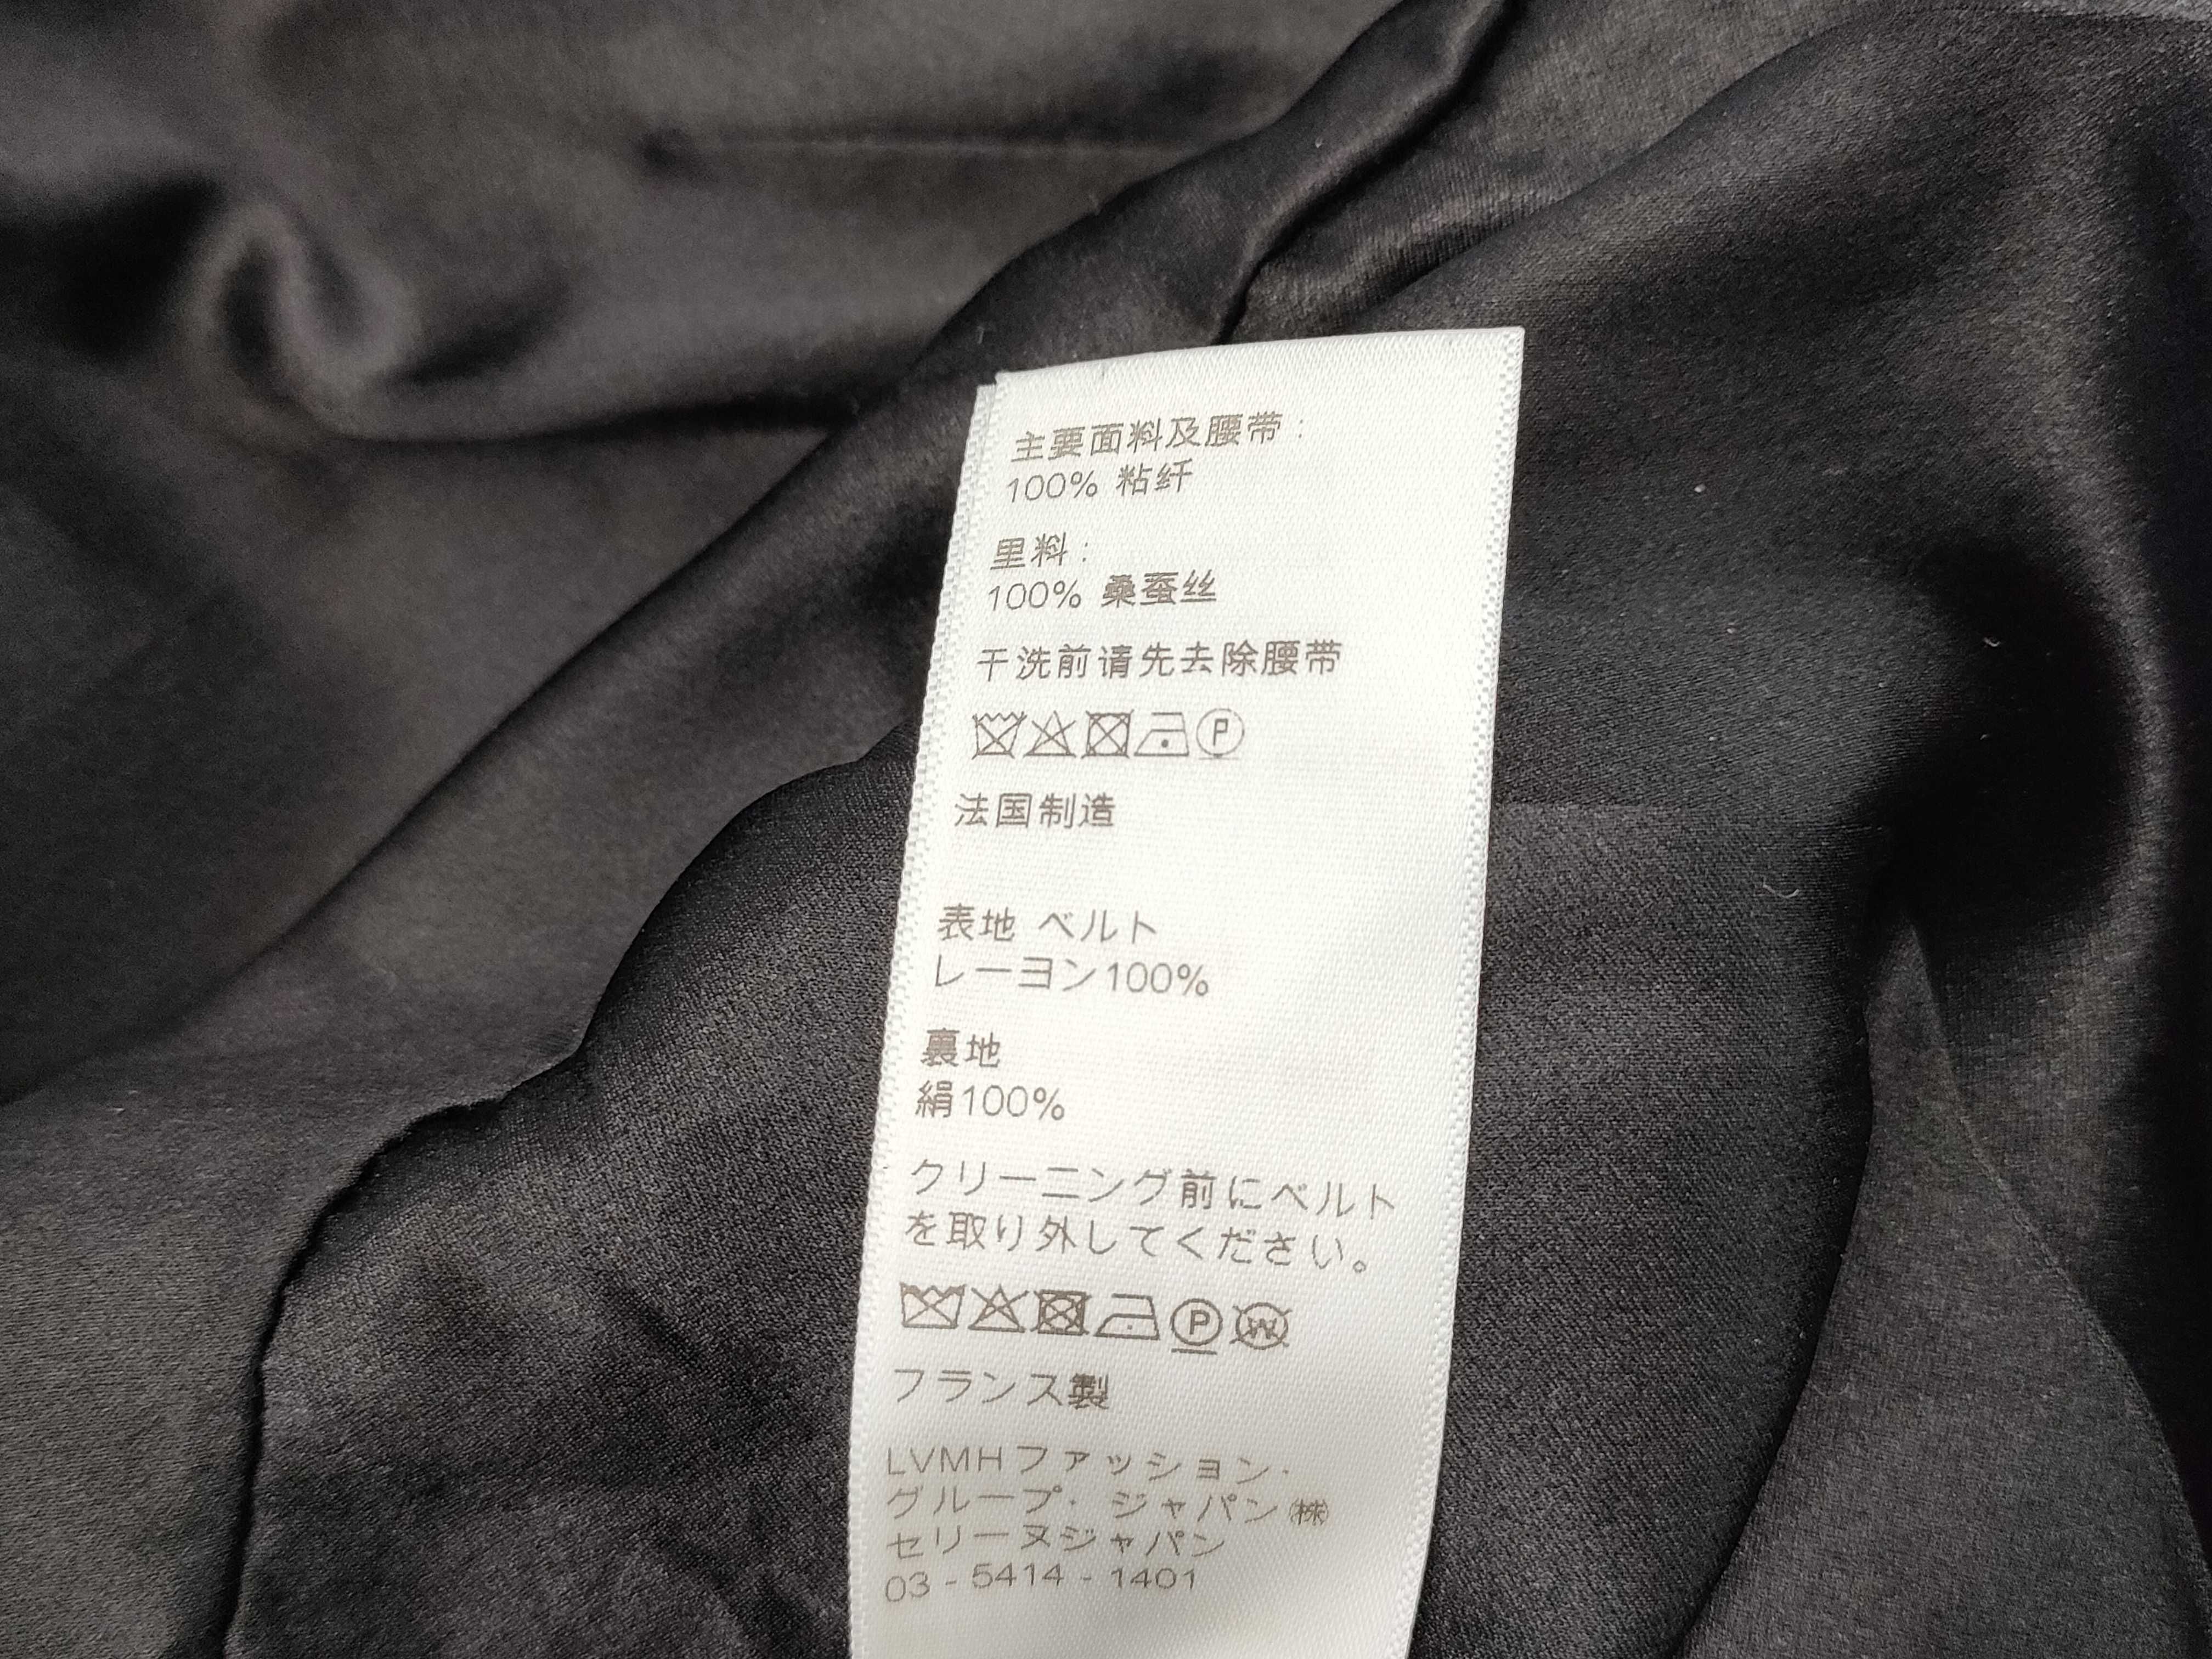 主要面料及腰带:
100% 粘纤
里料:
100% 桑蚕丝
干洗前请先去除腰带
P
法国制造
表地 ベルト
レーヨン100%
裏地
絹100%
クリーニング前にベルト
を取り外してください。
P W
フランス製
LVMHファッション・
グループ・ジャパン㈱
セリーヌジャパン
03-5414-1401